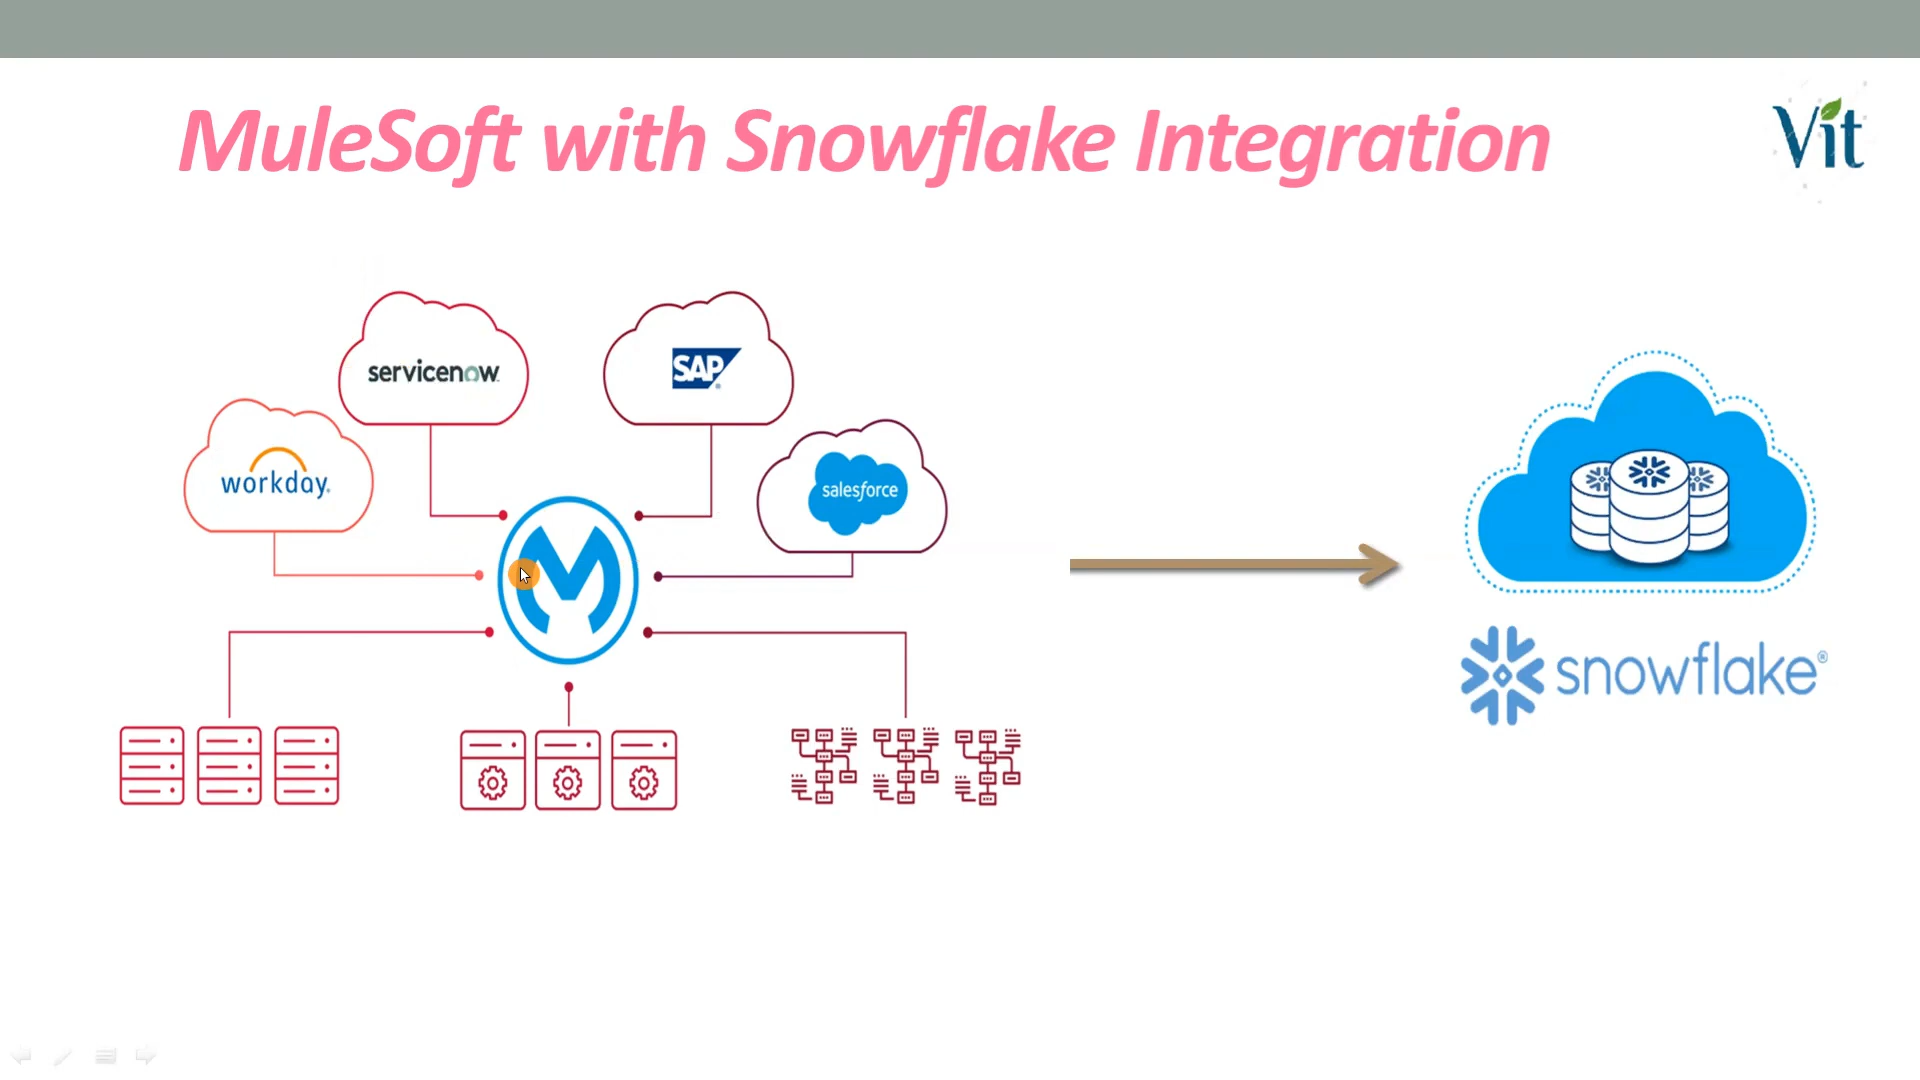 MuleSoft with Snowflake Integration
Vit
servicenow
SAP
workday
salesforce
snowflake